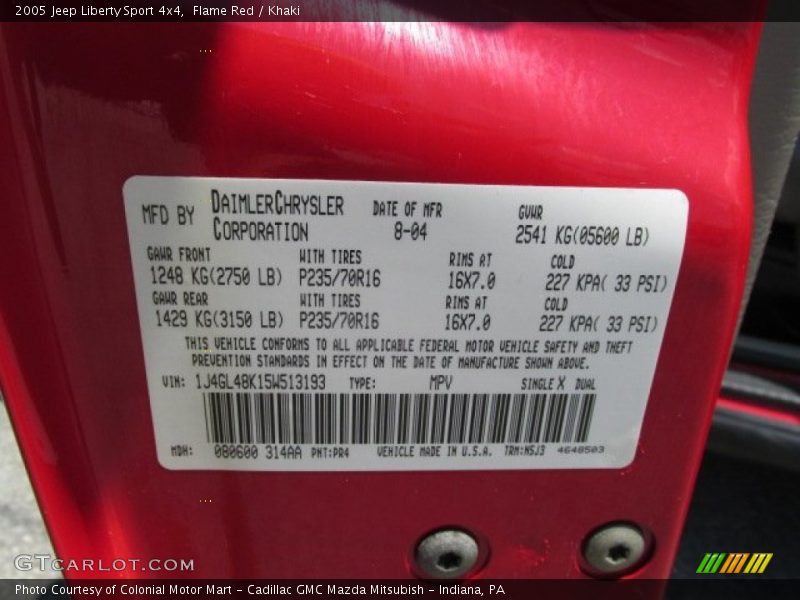 2005 Jeep Liberty Sport 4x4, Flame Red / Khaki
MFD BY DAIMLERCHRYSLER CORPORATION DATE OF MFR 8-04 GVWR 2541 KG(05600 LB)
GAWR FRONT WITH TIRES RIMS AT COLD
1248 KG(2750 LB) P235/70R16 16X7.0 227 KPA( 33 PSI)
GAWR REAR WITH TIRES RIMS AT COLD
1429 KG(3150 LB) P235/70R16 16X7.0 227 KPA( 33 PSI)
THIS VEHICLE CONFORMS TO ALL APPLICABLE FEDERAL MOTOR VEHICLE SAFETY AND THEFT
PREVENTION STANDARDS IN EFFECT ON THE DATE OF MANUFACTURE SHOWN ABOVE.
VIN: 1J4GL48K15W513193 TYPE: MPV SINGLE X DUAL
MDH: 080600 314AA PNT:PR4 VEHICLE MADE IN U.S.A. TRM:N5J3 4648503
GTCARLOT.COM
Photo Courtesy of Colonial Motor Mart - Cadillac GMC Mazda Mitsubish - Indiana, PA